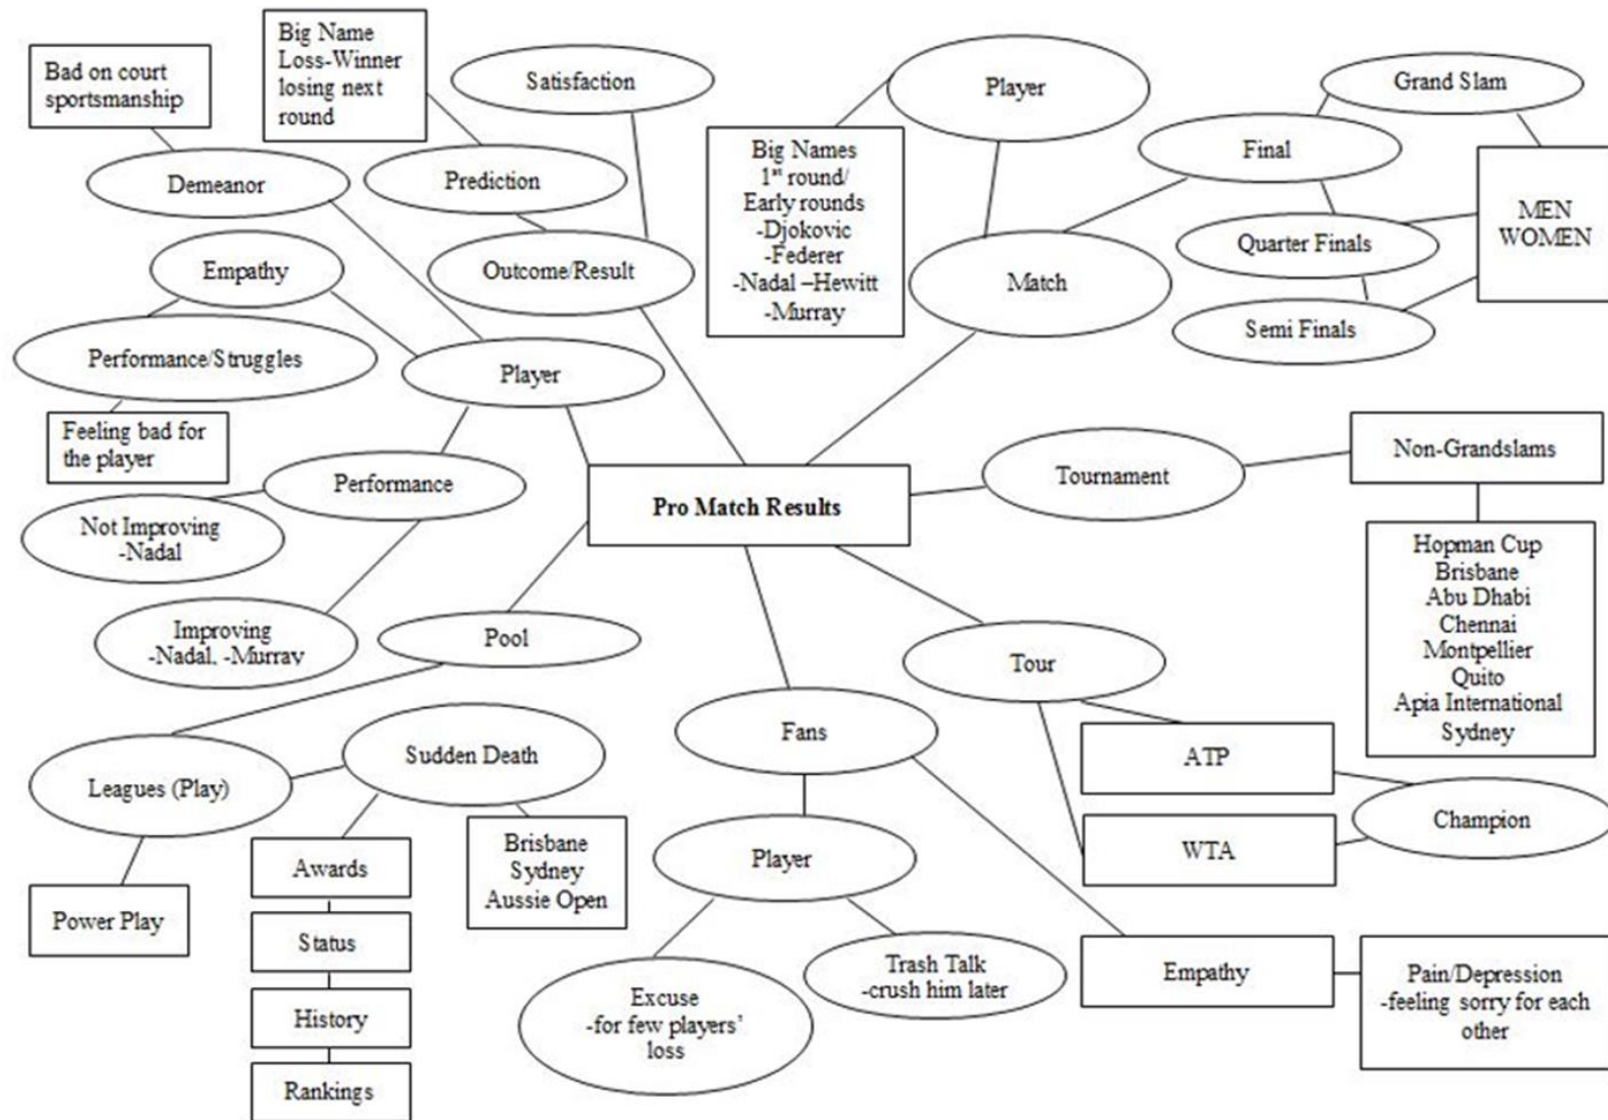 Big Name
Loss-Winner
losing next
round
Bad on court
sportsmanship
Satisfaction
Player
Grand Slam
Demeanor
Prediction
Big Names
1st round/
Early rounds
-Djokovic
-Federer
-Nadal –Hewitt
-Murray
Final
MEN
WOMEN
Empathy
Outcome/Result
Match
Quarter Finals
Semi Finals
Performance/Struggles
Player
Feeling bad for
the player
Performance
Pro Match Results
Tournament
Non-Grandslams
Not Improving
-Nadal
Hopman Cup
Brisbane
Abu Dhabi
Chennai
Montpellier
Quito
Apia International
Sydney
Improving
-Nadal, -Murray
Pool
Tour
Leagues (Play)
Sudden Death
Fans
ATP
Champion
WTA
Brisbane
Sydney
Aussie Open
Player
Awards
Power Play
Status
History
Rankings
Excuse
-for few players'
loss
Trash Talk
-crush him later
Empathy
Pain/Depression
-feeling sorry for each
other